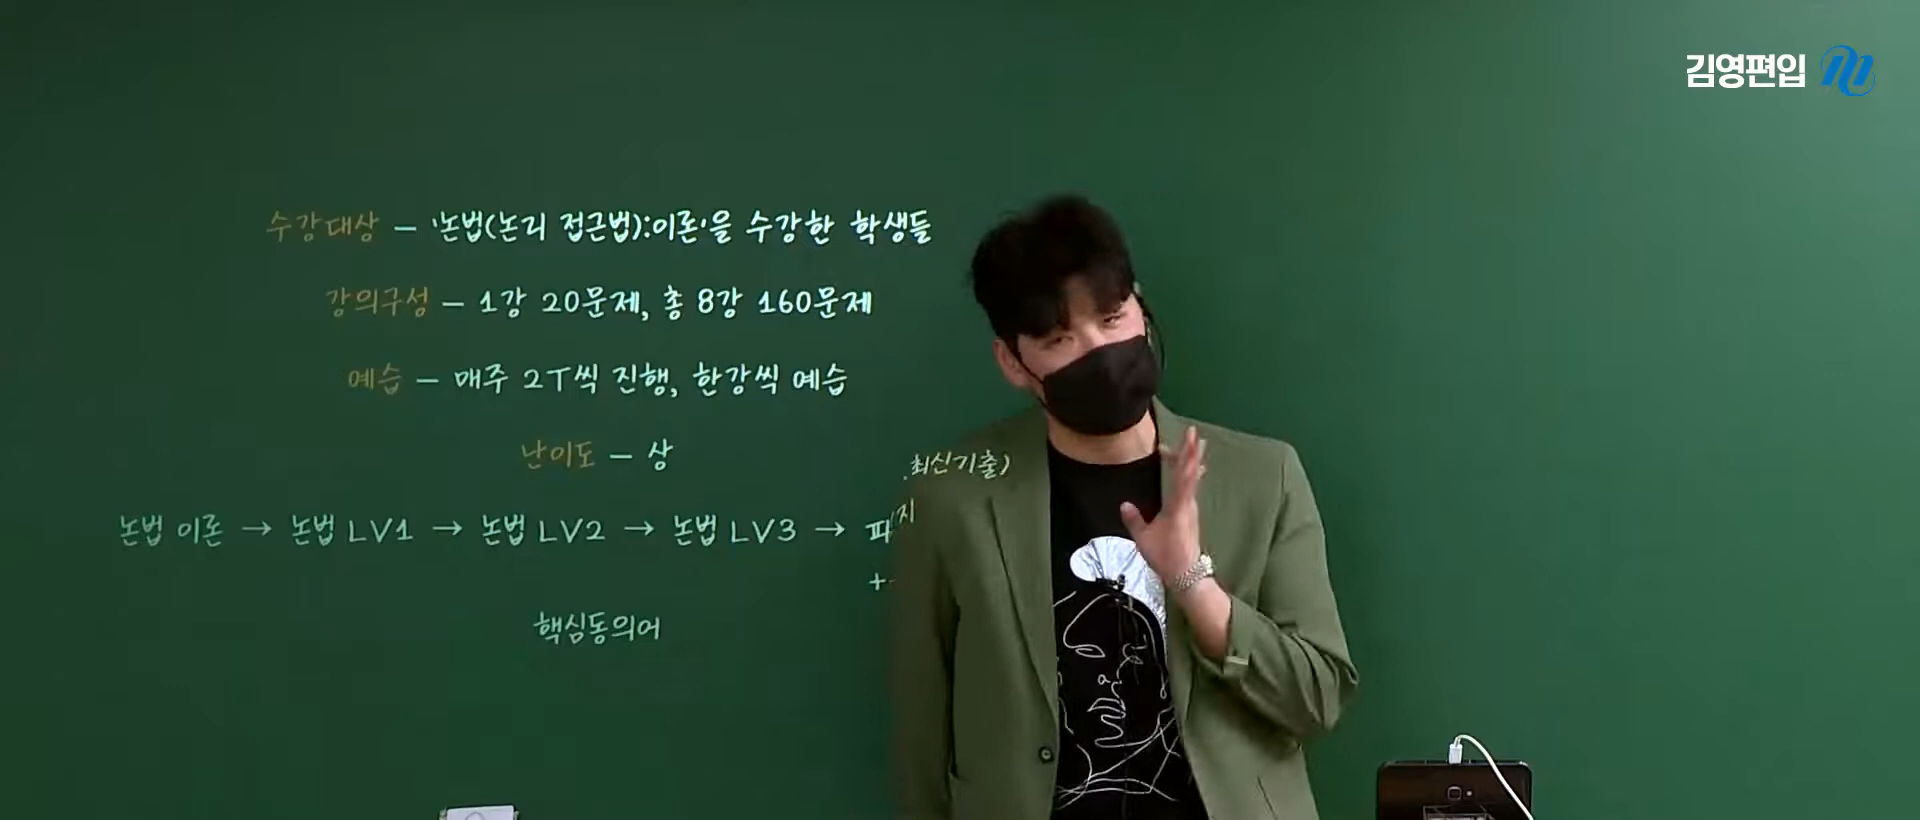 김영편입
수강대상 – '논법(논리 접근법):이론'을 수강한 학생들
강의구성 – 1강 20문제, 총 8강 160문제
예습 – 매주 2T씩 진행, 한강씩 예습
난이도 – 상
최신기출)
논법 이론 → 논법 LV1 → 논법 LV2 → 논법 LV3 →
지
핵심동의어